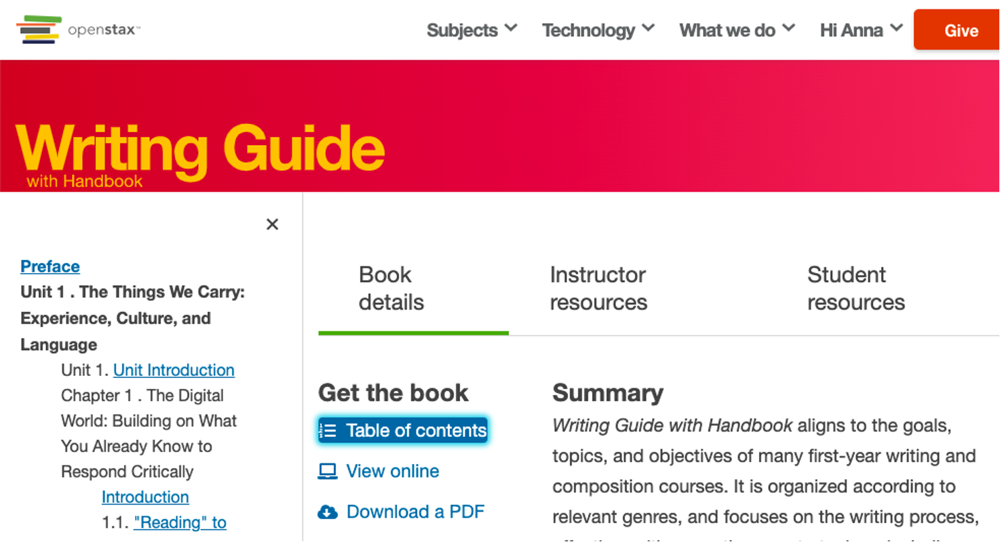 openstax™
Subjects
Technology
What we do
Hi Anna
Give
Writing Guide
with Handbook
Preface
Unit 1 . The Things We Carry:
Experience, Culture, and
Language
Unit 1. Unit Introduction
Chapter 1 . The Digital
World: Building on What
You Already Know to
Respond Critically
Introduction
1.1. "Reading" to
Book
details
Instructor
resources
Student
resources
Get the book
Table of contents
View online
Download a PDF
Summary
Writing Guide with Handbook aligns to the goals,
topics, and objectives of many first-year writing and
composition courses. It is organized according to
relevant genres, and focuses on the writing process,